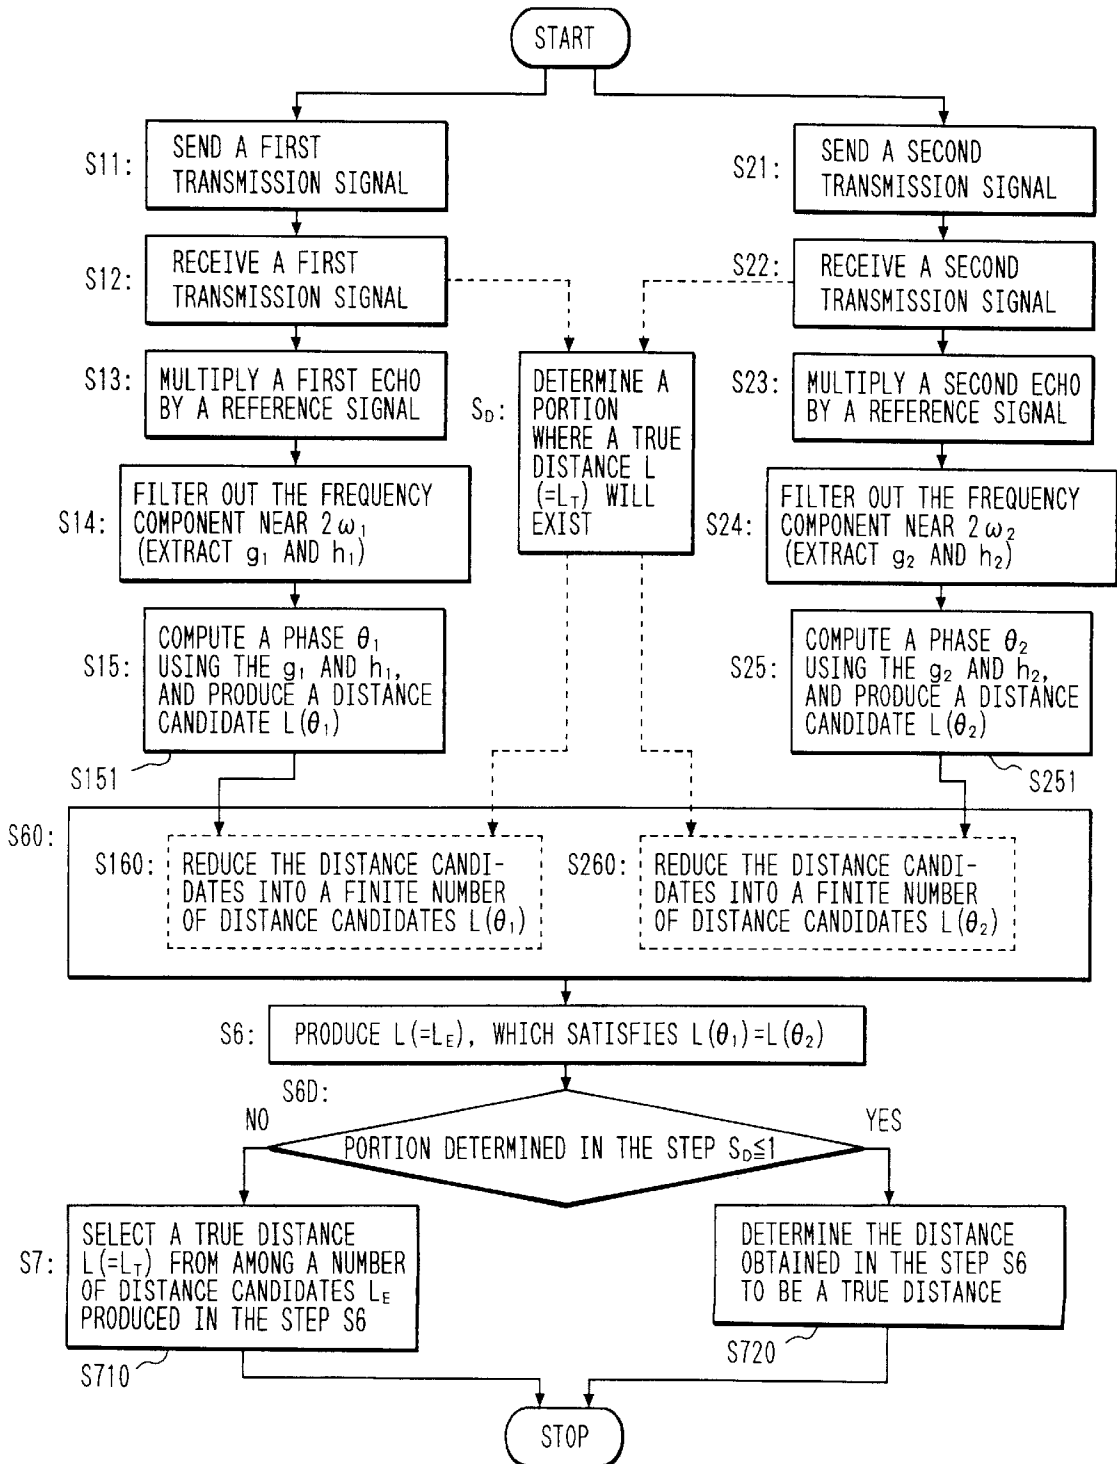 START
S11:
SEND A FIRST
TRANSMISSION SIGNAL
S21:
SEND A SECOND
TRANSMISSION SIGNAL
S12:
RECEIVE A FIRST
TRANSMISSION SIGNAL
S22:
RECEIVE A SECOND
TRANSMISSION SIGNAL
S13:
MULTIPLY A FIRST ECHO
BY A REFERENCE SIGNAL
S_D:
DETERMINE A
PORTION
WHERE A TRUE
DISTANCE L
(=L_T) WILL
EXIST
S23:
MULTIPLY A SECOND ECHO
BY A REFERENCE SIGNAL
S14:
FILTER OUT THE FREQUENCY
COMPONENT NEAR 2ω₁
(EXTRACT g₁ AND h₁)
S24:
FILTER OUT THE FREQUENCY
COMPONENT NEAR 2ω₂
(EXTRACT g₂ AND h₂)
S15:
COMPUTE A PHASE θ₁
USING THE g₁ AND h₁,
AND PRODUCE A DISTANCE
CANDIDATE L(θ₁)
S151
S25:
COMPUTE A PHASE θ₂
USING THE g₂ AND h₂,
AND PRODUCE A DISTANCE
CANDIDATE L(θ₂)
S251
S60:
S160:
REDUCE THE DISTANCE CANDI-
DATES INTO A FINITE NUMBER
OF DISTANCE CANDIDATES L(θ₁)
S260:
REDUCE THE DISTANCE CANDI-
DATES INTO A FINITE NUMBER
OF DISTANCE CANDIDATES L(θ₂)
S6:
PRODUCE L(=L_E), WHICH SATISFIES L(θ₁)=L(θ₂)
S6D:
NO
YES
PORTION DETERMINED IN THE STEP S_D≦1
S7:
SELECT A TRUE DISTANCE
L(=L_T) FROM AMONG A NUMBER
OF DISTANCE CANDIDATES L_E
PRODUCED IN THE STEP S6
S710
DETERMINE THE DISTANCE
OBTAINED IN THE STEP S6
TO BE A TRUE DISTANCE
S720
STOP